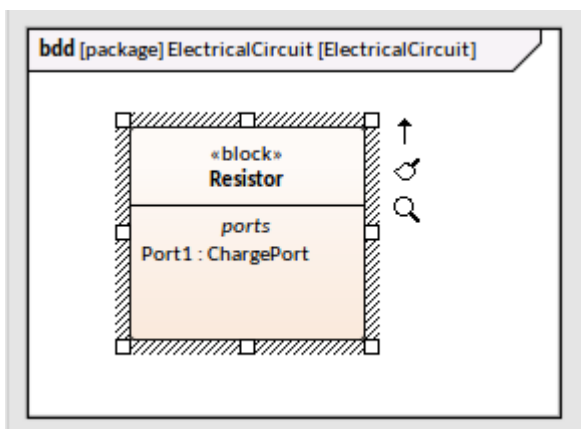 bdd [package] ElectricalCircuit [ElectricalCircuit]
«block»
Resistor
ports
Port1 : ChargePort